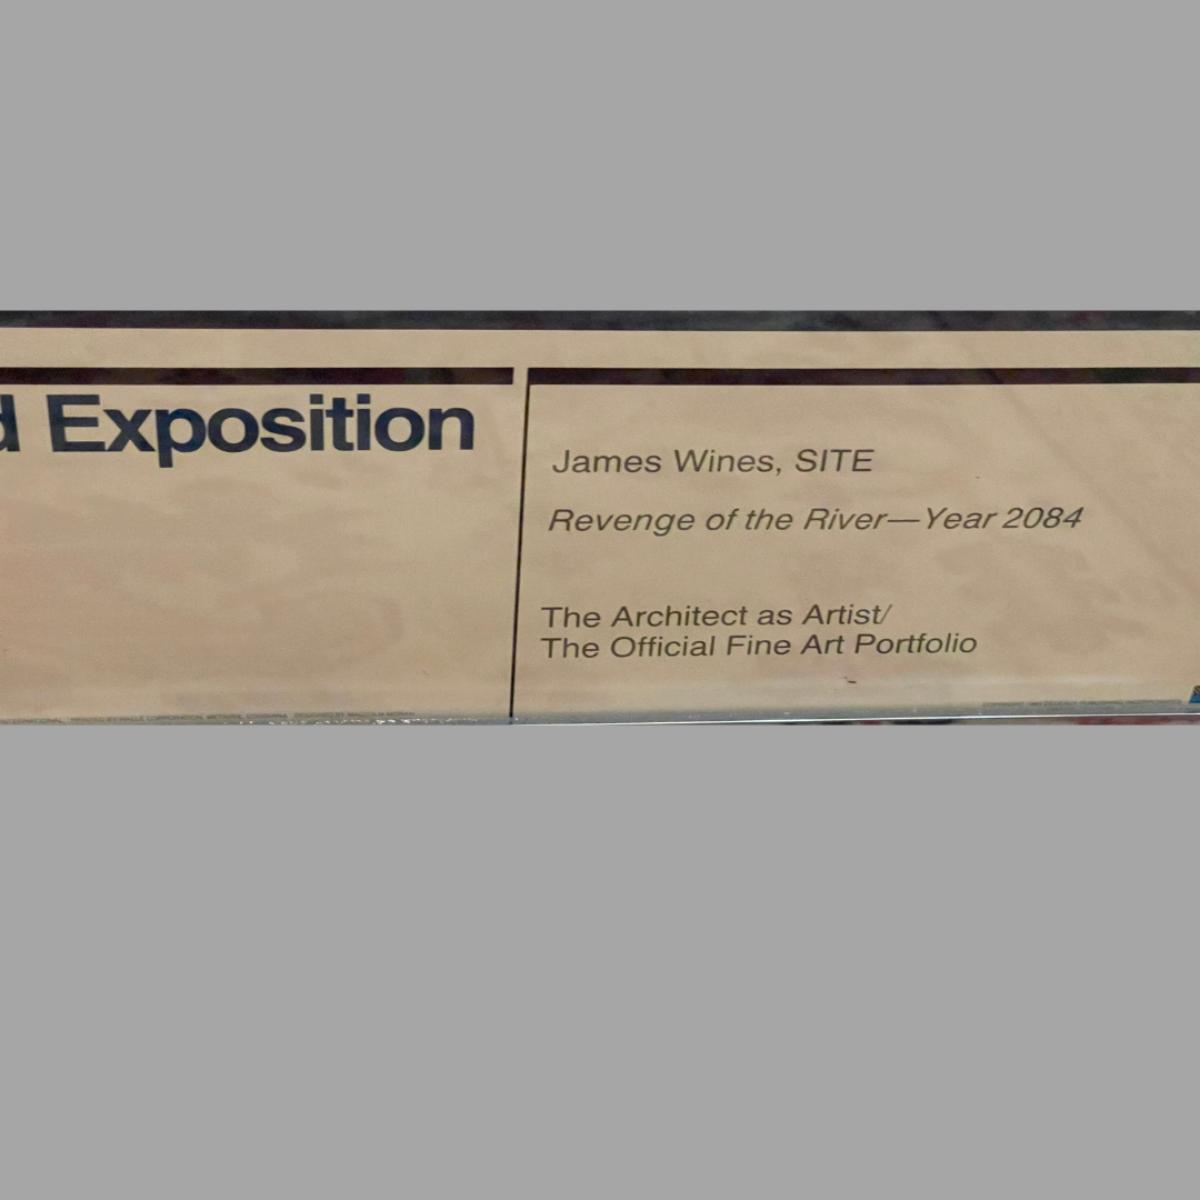 d Exposition
James Wines, SITE
Revenge of the River—Year 2084
The Architect as Artist/
The Official Fine Art Portfolio